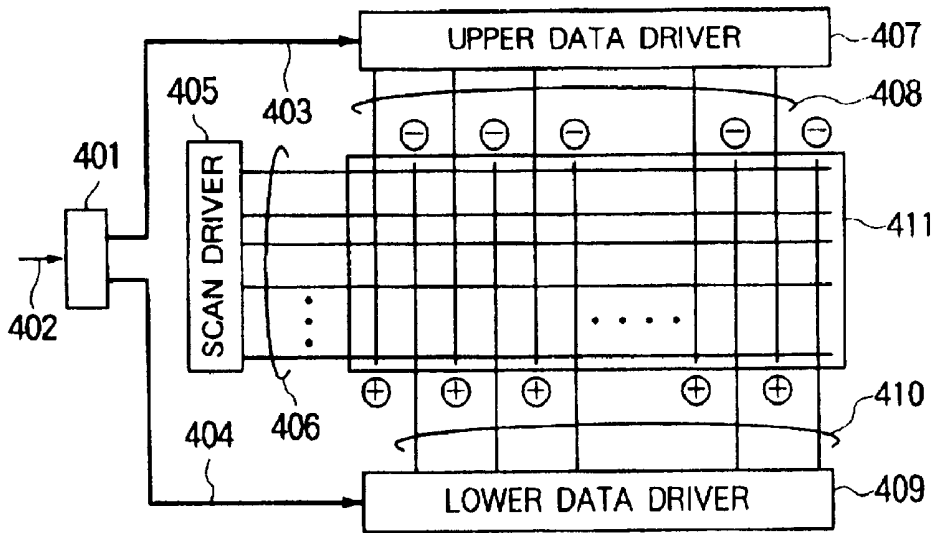 UPPER DATA DRIVER
407
403
405
408
⊖ ⊖ ⊖ ⊖ ⊖
401
SCAN DRIVER
411
402
· · · ·
⊕ ⊕ ⊕ ⊕ ⊕
406
410
404
LOWER DATA DRIVER
409